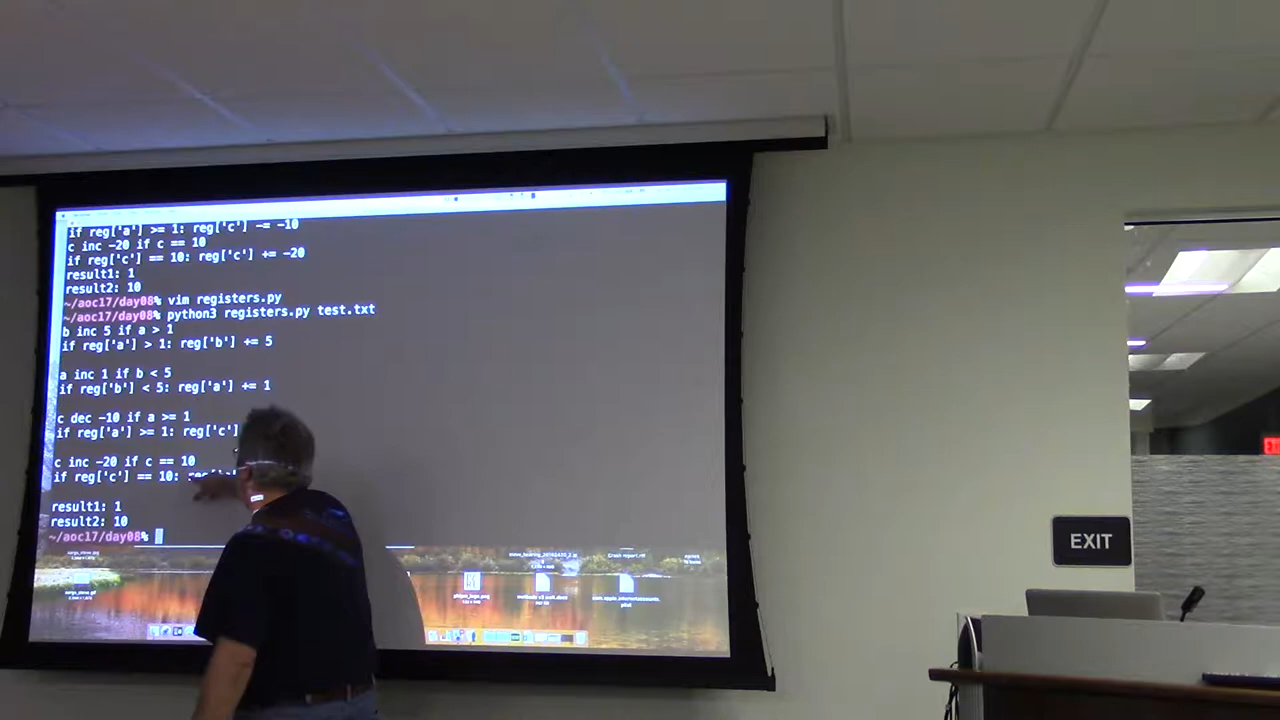 if reg['a'] >= 1: reg['c'] -= -10
c inc -20 if c == 10
if reg['c'] == 10: reg['c'] += -20
result1: 1
result2: 10
~/aoc17/day08% vim registers.py
~/aoc17/day08% python3 registers.py test.txt
b inc 5 if a > 1
if reg['a'] > 1: reg['b'] += 5
a inc 1 if b < 5
if reg['b'] < 5: reg['a'] += 1
c dec -10 if a >= 1
if reg['a'] >= 1: reg['c']
c inc -20 if c == 10
if reg['c'] == 10:
result1: 1
result2: 10
~/aoc17/day08%
EXIT